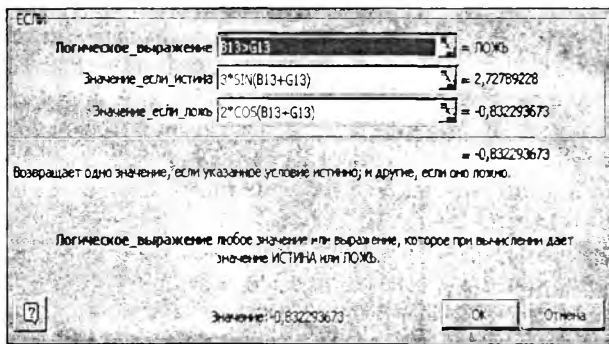 ЕСЛИ
Логическое_выражение B13>G13 = ЛОЖЬ
Значение_если_истина 3*SIN(B13+G13) = 2,72789228
Значение_если_ложь 2*COS(B13+G13) = -0,832293673
= -0,832293673
Возвращает одно значение, если указанное условие истинно, и другие, если оно ложно.
Логическое_выражение любое значение или выражение, которое при вычислении дает
значение ИСТИНА или ЛОЖЬ.
Значение:-0,832293673
ОК
Отмена